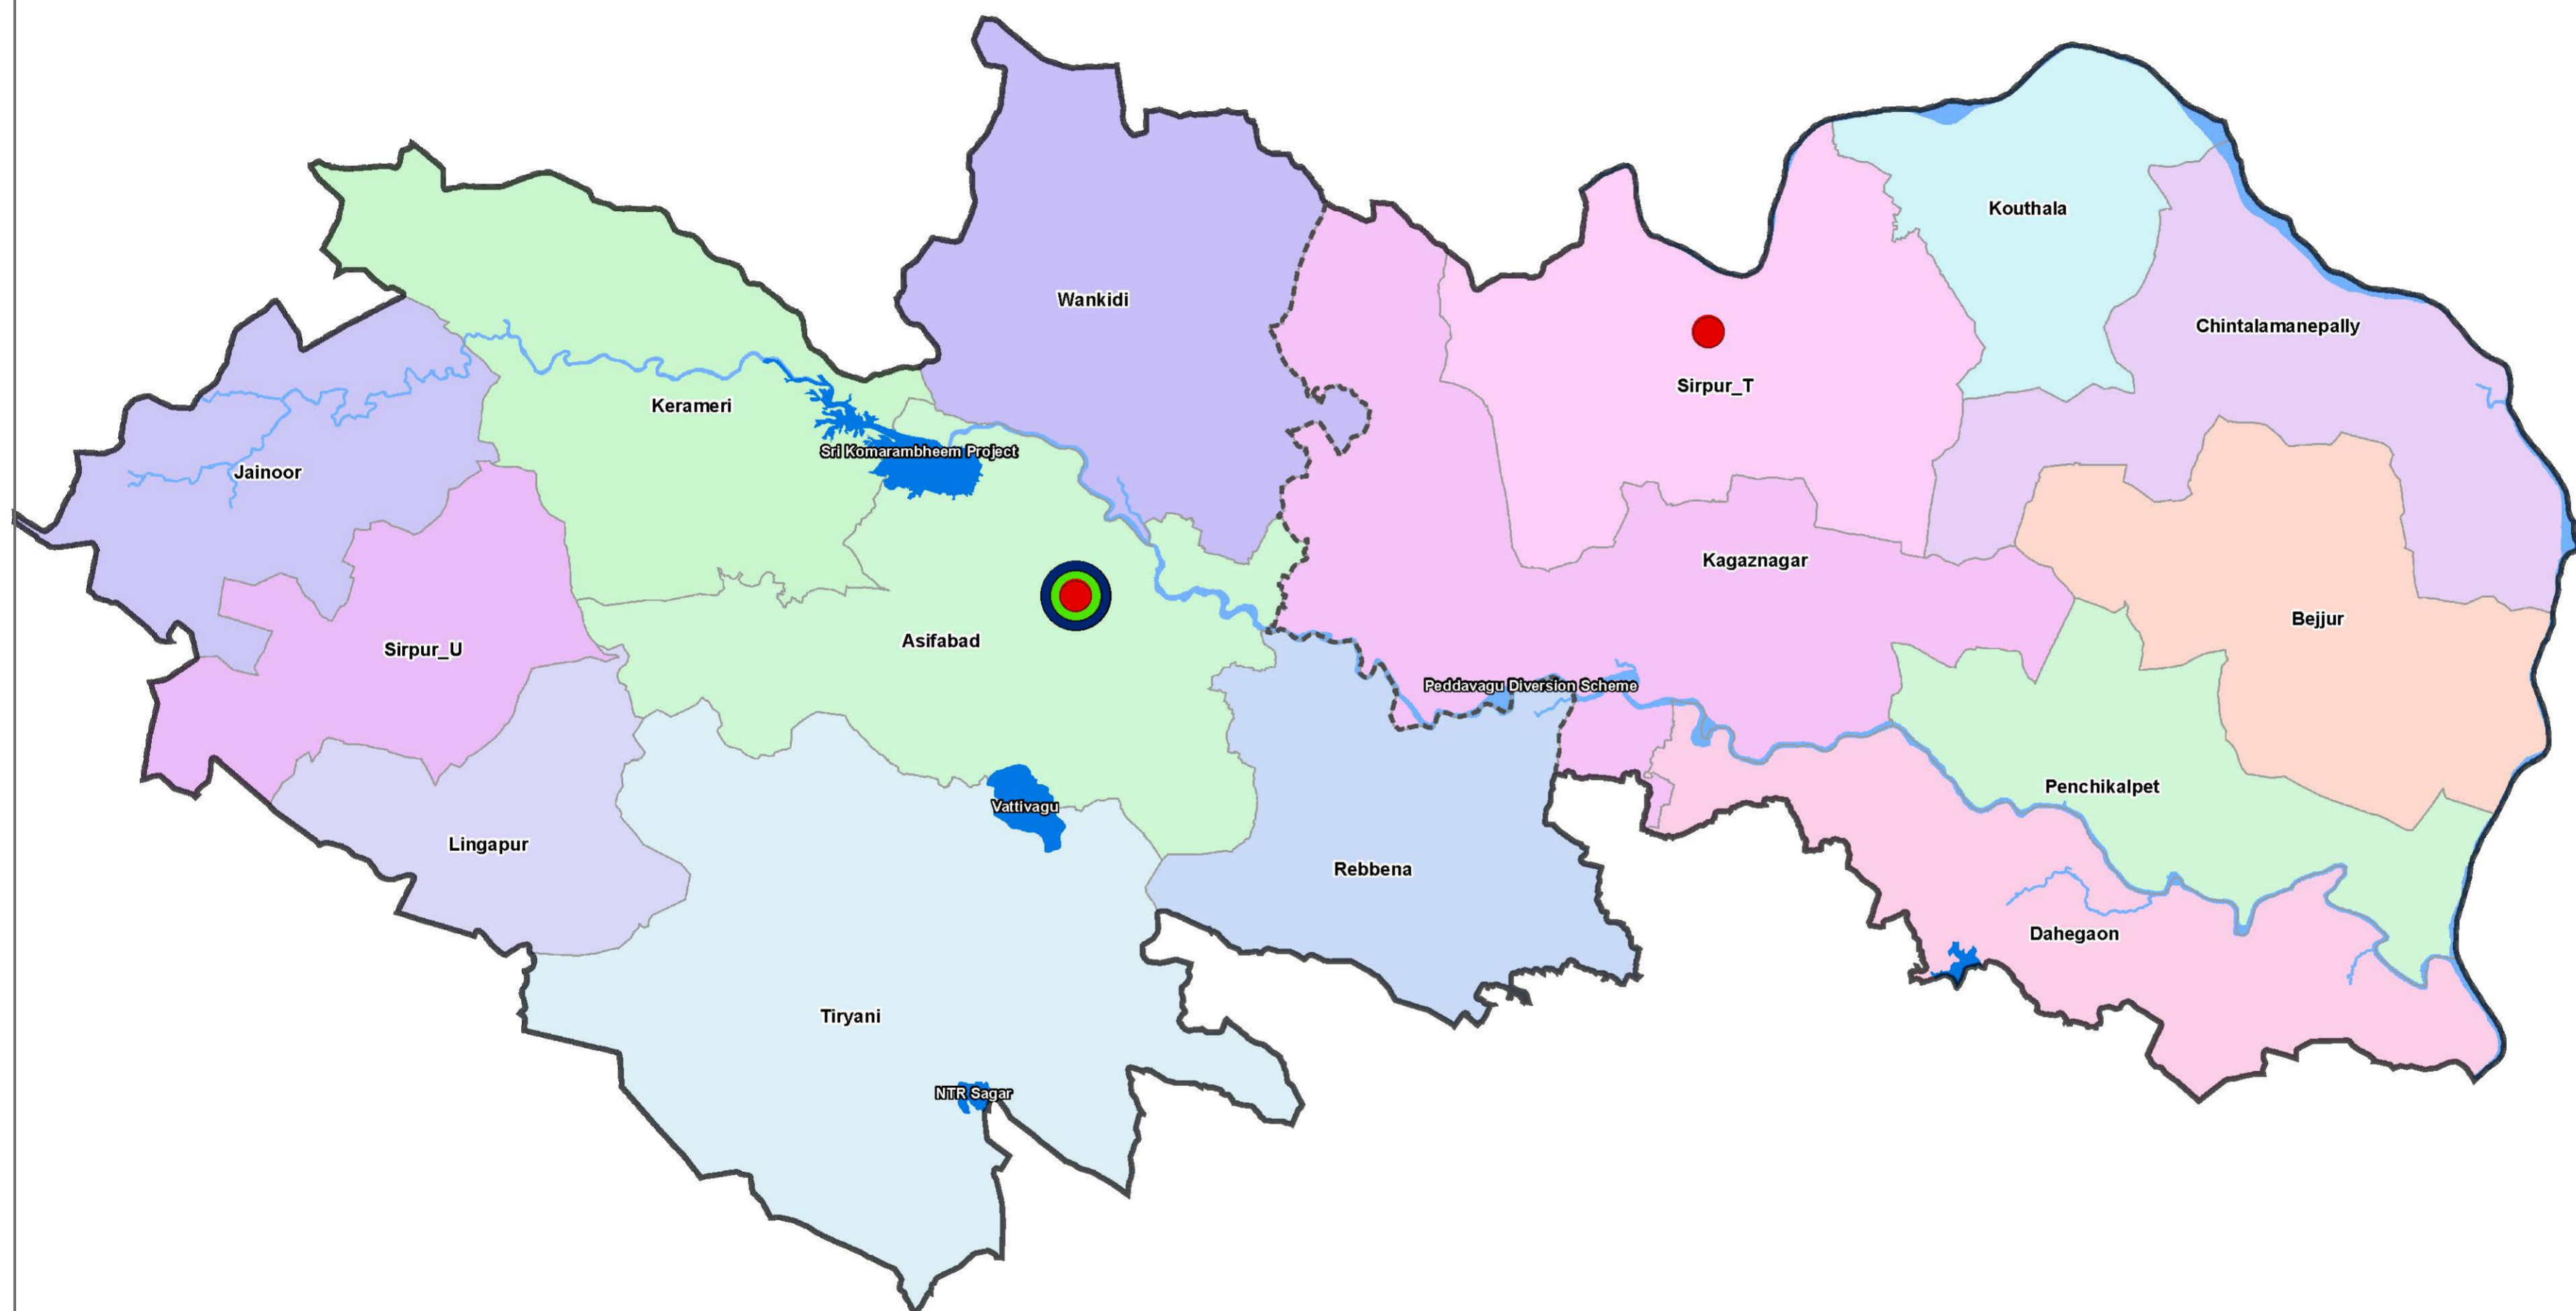 Kouthala
Wankidi
Chintalamanepally
Sirpur_T
Kerameri
Sri Komarambheem Project
Jainoor
Kagaznagar
Bejjur
Asifabad
Sirpur_U
Peddavagu Diversion Scheme
Penchikalpet
Vattivagu
Lingapur
Rebbena
Dahegaon
Tiryani
NTR Sagar